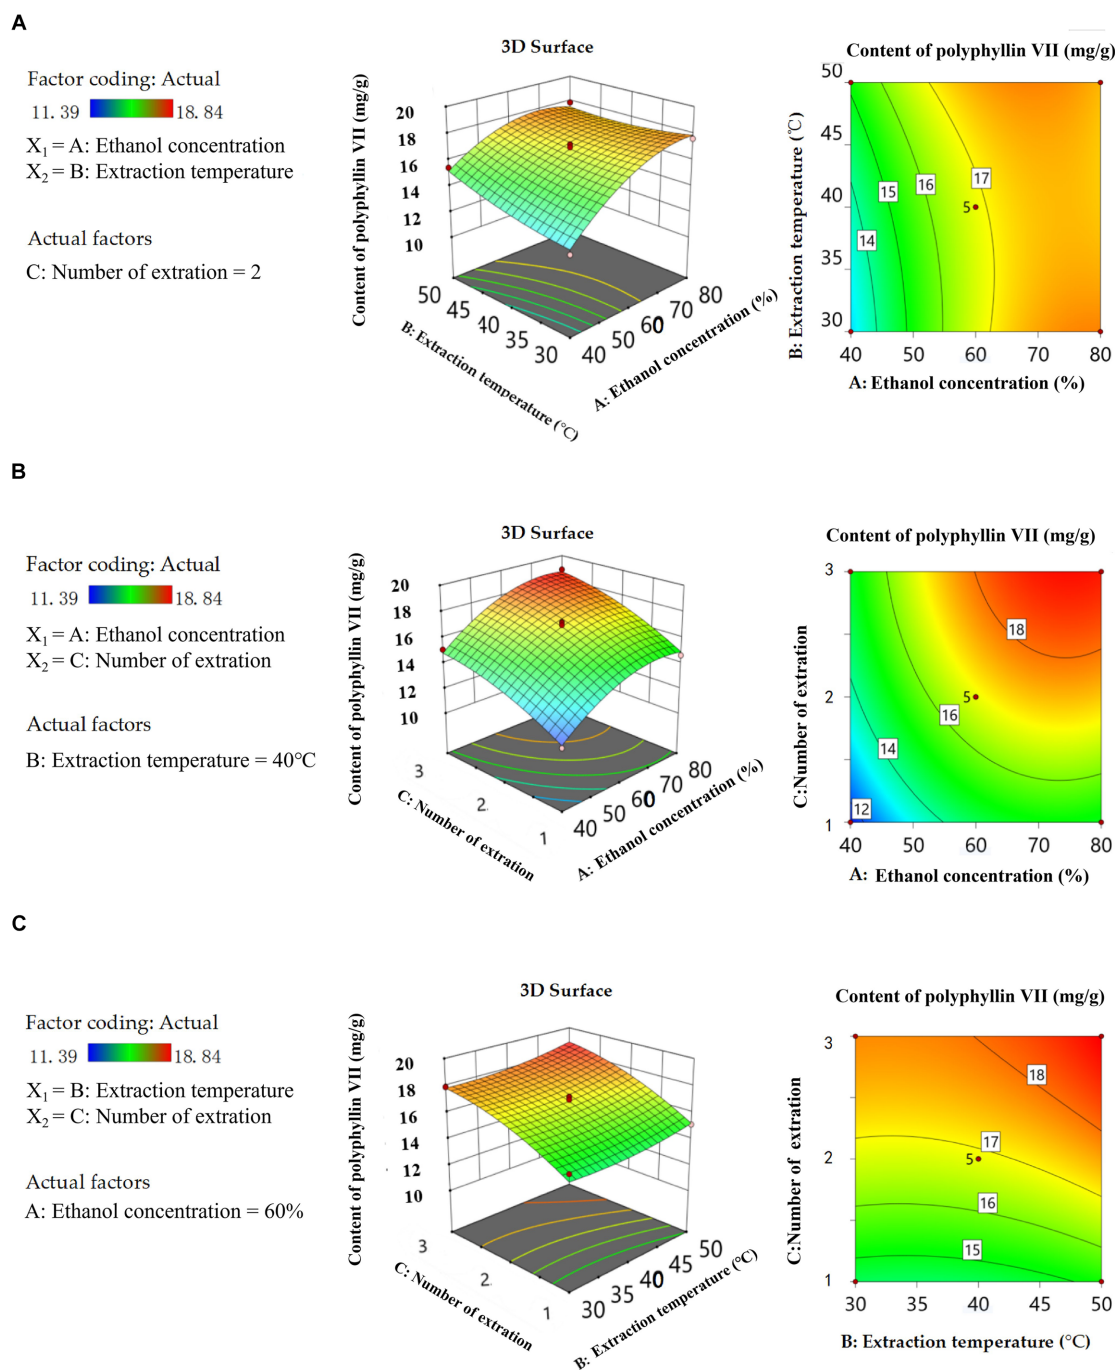 A
3D Surface
Content of polyphyllin VII (mg/g)
Factor coding: Actual
11.39 18.84
X1 = A: Ethanol concentration
X2 = B: Extraction temperature
Actual factors
C: Number of extration = 2
Content of polyphyllin VII (mg/g)
20
18
16
14
12
10
50
45
40
35
30
B: Extraction temperature (°C)
40
50
60
70
80
A: Ethanol concentration (%)
B: Extraction temperature (℃)
50
45
40
35
30
14
15
16
17
5
40 50 60 70 80
A: Ethanol concentration (%)
B
3D Surface
Content of polyphyllin VII (mg/g)
Factor coding: Actual
11.39 18.84
X1 = A: Ethanol concentration
X2 = C: Number of extration
Actual factors
B: Extraction temperature = 40°C
Content of polyphyllin VII (mg/g)
20
18
16
14
12
10
3
2
1
C: Number of extration
40
50
60
70
80
A: Ethanol concentration (%)
C:Number of extration
3
2
1
18
5
16
14
12
40 50 60 70 80
A: Ethanol concentration (%)
C
3D Surface
Content of polyphyllin VII (mg/g)
Factor coding: Actual
11.39 18.84
X1 = B: Extraction temperature
X2 = C: Number of extration
Actual factors
A: Ethanol concentration = 60%
Content of polyphyllin VII (mg/g)
20
18
16
14
12
10
3
2
1
C: Number of extration
30
35
40
45
50
B: Extraction temperature (°C)
C:Number of extration
3
2
1
18
17
5
16
15
30 35 40 45 50
B: Extraction temperature (°C)